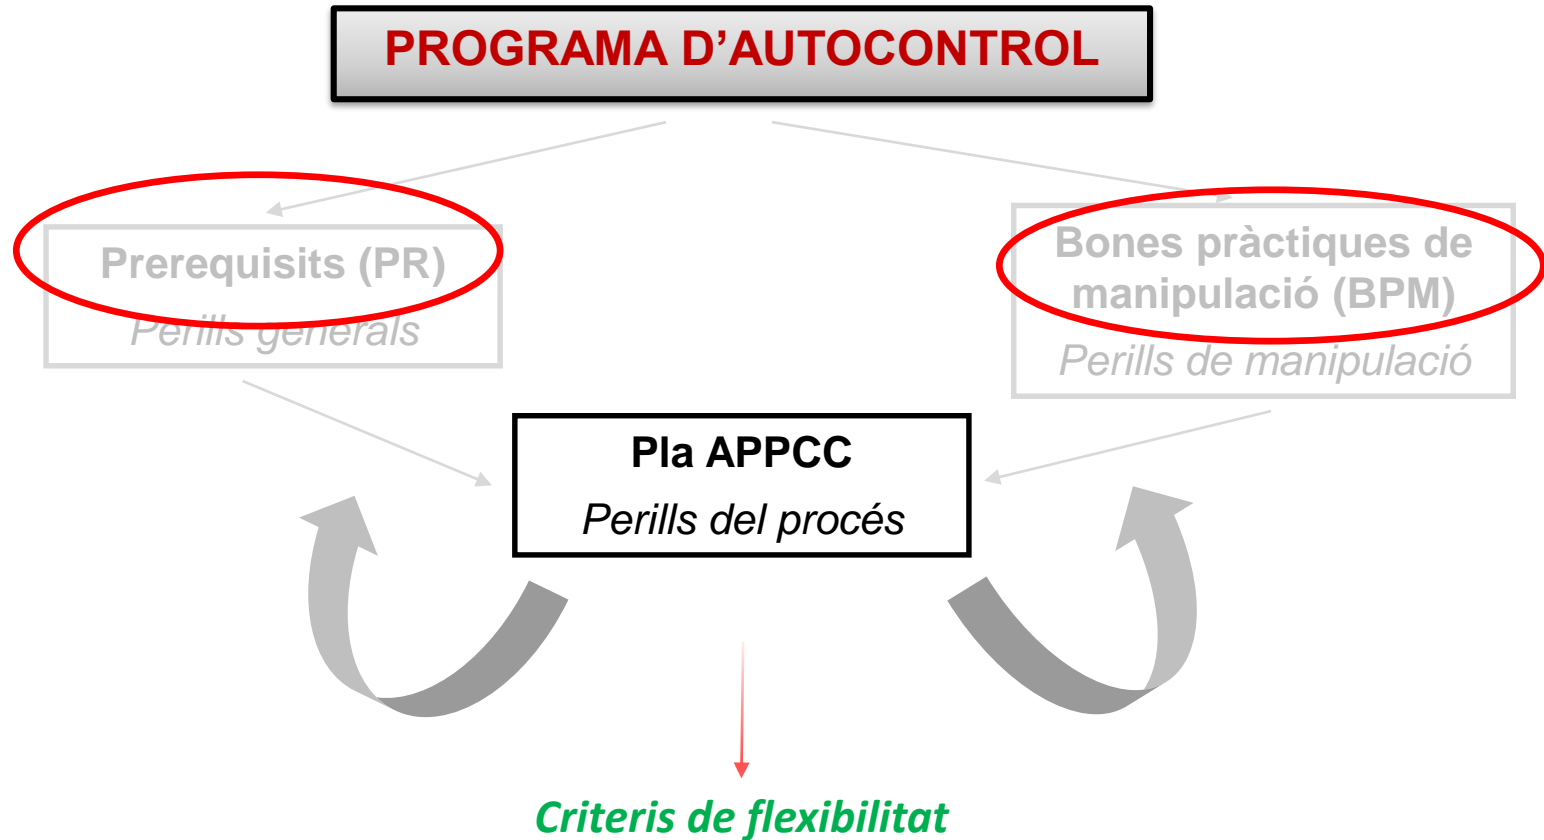 PROGRAMA D’AUTOCONTROL
Prerequisits (PR)
Perills generals
Bones pràctiques de
manipulació (BPM)
Perills de manipulació
Pla APPCC
Perills del procés
Criteris de flexibilitat